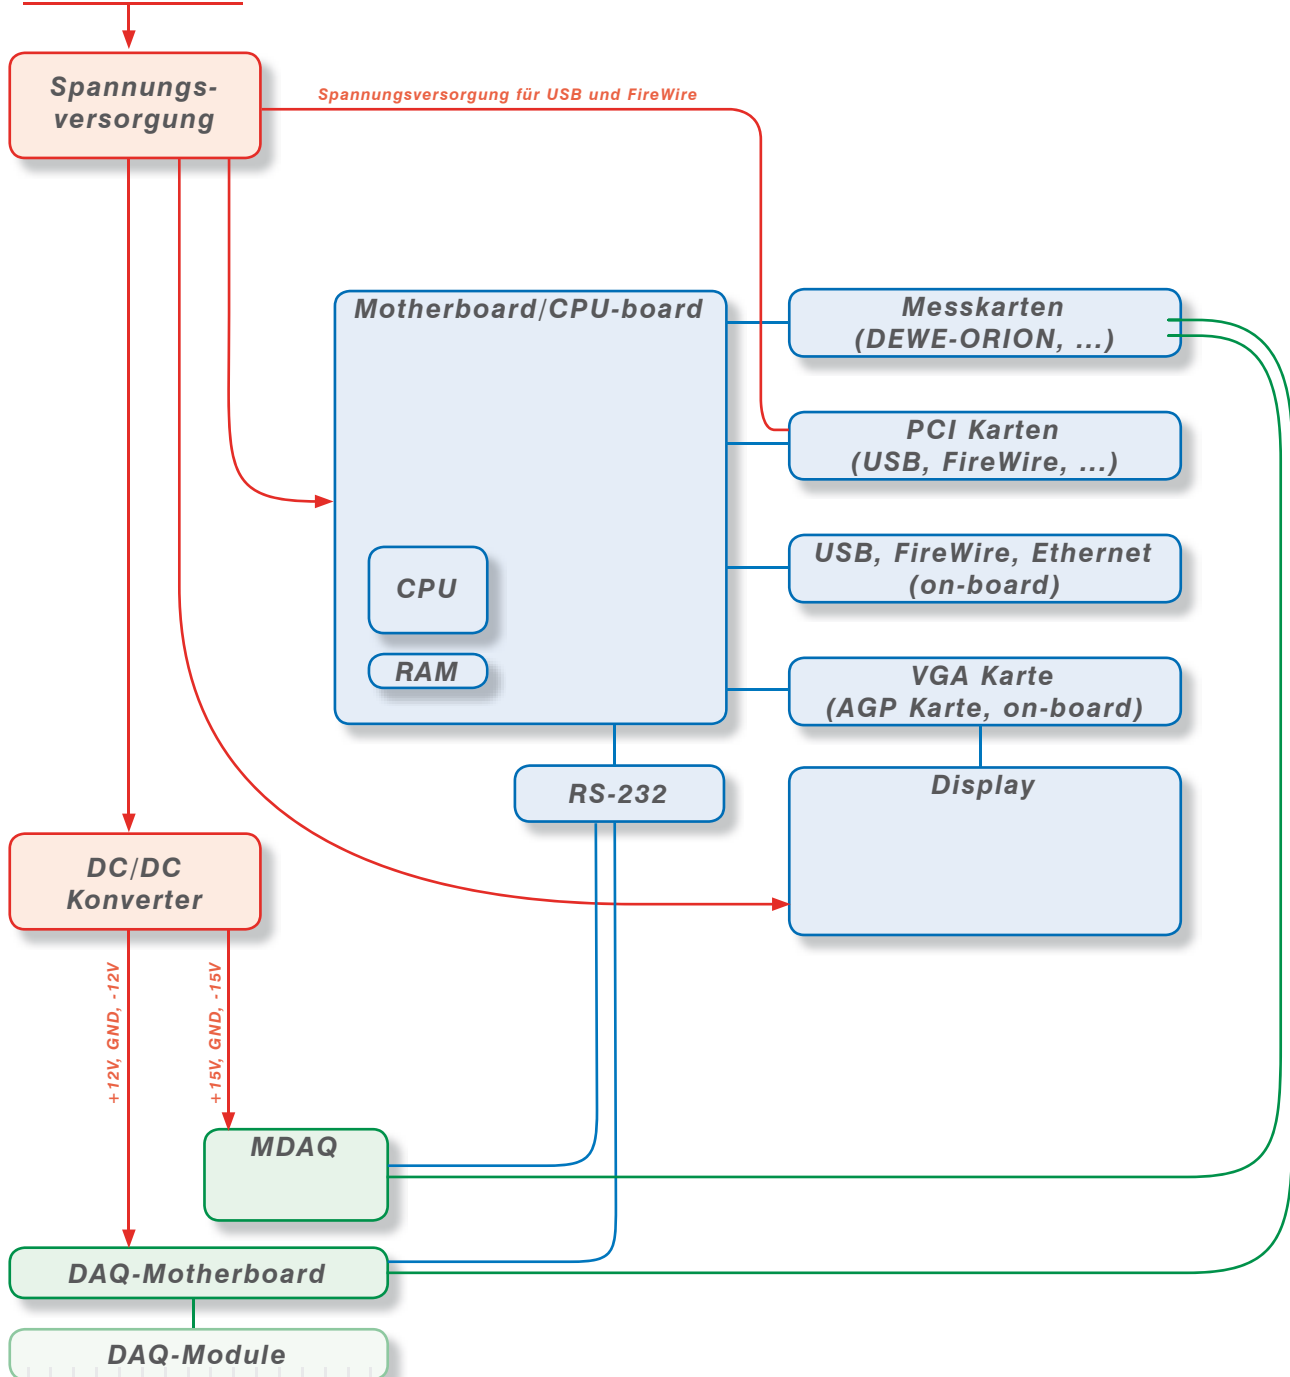 Spannungs-
versorgung
Spannungsversorgung für USB und FireWire
Motherboard/CPU-board
Messkarten
(DEWE-ORION, ...)
PCI Karten
(USB, FireWire, ...)
USB, FireWire, Ethernet
(on-board)
CPU
RAM
VGA Karte
(AGP Karte, on-board)
RS-232
Display
DC/DC
Konverter
+12V, GND, -12V
+15V, GND, -15V
MDAQ
DAQ-Motherboard
DAQ-Module